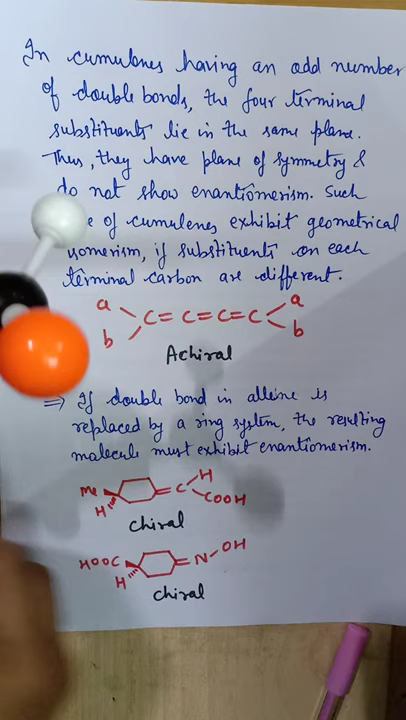 In cumulenes having an odd number
of double bonds, the four terminal
substituents lie in the same plane.
Thus, they have plane of symmetry &
do not show enantiomerism. Such
of cumulenes exhibit geometrical
isomerism, if substituents on each
terminal carbon are different.
a a
C=C=C=C
b b
Achiral
⇒ If double bond in allene is
replaced by a ring system, the resulting
molecule must exhibit enantiomerism.
Me H = C H COOH
chiral
HOOC H = N OH
chiral